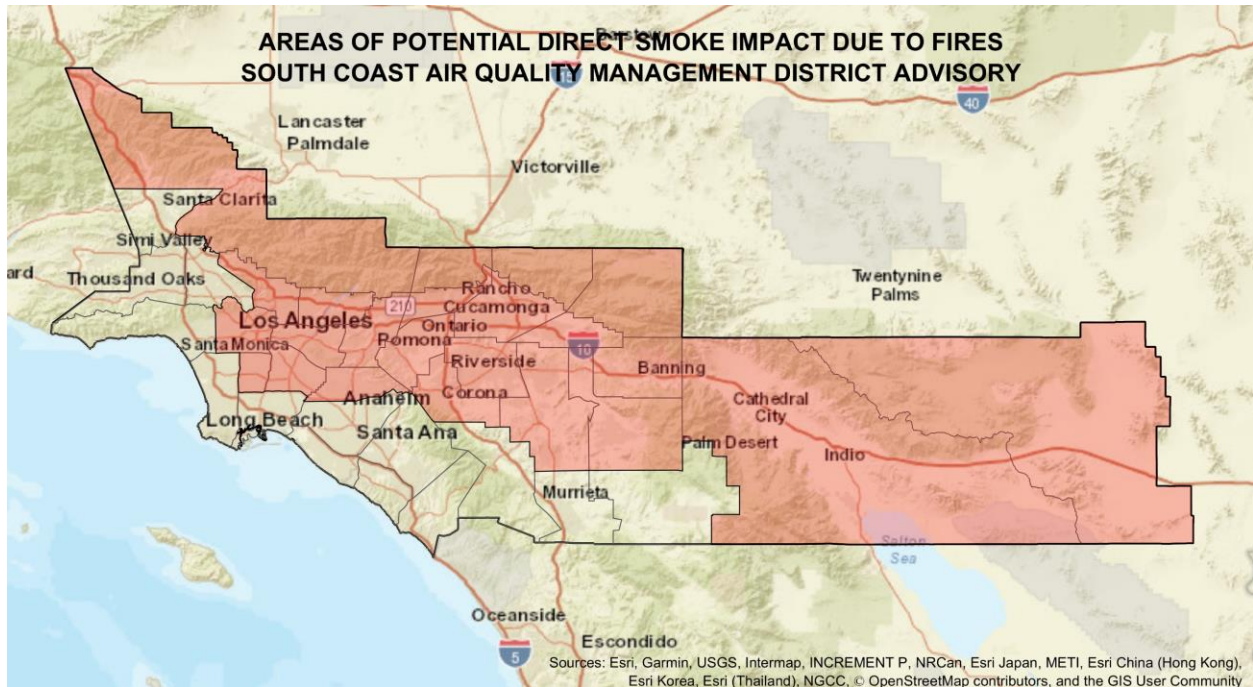 AREAS OF POTENTIAL DIRECT SMOKE IMPACT DUE TO FIRES
Barstow
SOUTH COAST AIR QUALITY MANAGEMENT DISTRICT ADVISORY
15
40
Lancaster
Palmdale
Victorville
Santa Clarita
Simi Valley
ard
Thousand Oaks
Twentynine
Palms
Rancho
Cucamonga
210
Los Angeles
Ontario
Pomona
Santa Monica
10
Riverside
Banning
Corona
Anaheim
Cathedral
City
Long Beach
Santa Ana
Palm Desert
Indio
Murrieta
Salton
Sea
Oceanside
Escondido
5
Sources: Esri, Garmin, USGS, Intermap, INCREMENT P, NRCan, Esri Japan, METI, Esri China (Hong Kong),
Esri Korea, Esri (Thailand), NGCC, © OpenStreetMap contributors, and the GIS User Community